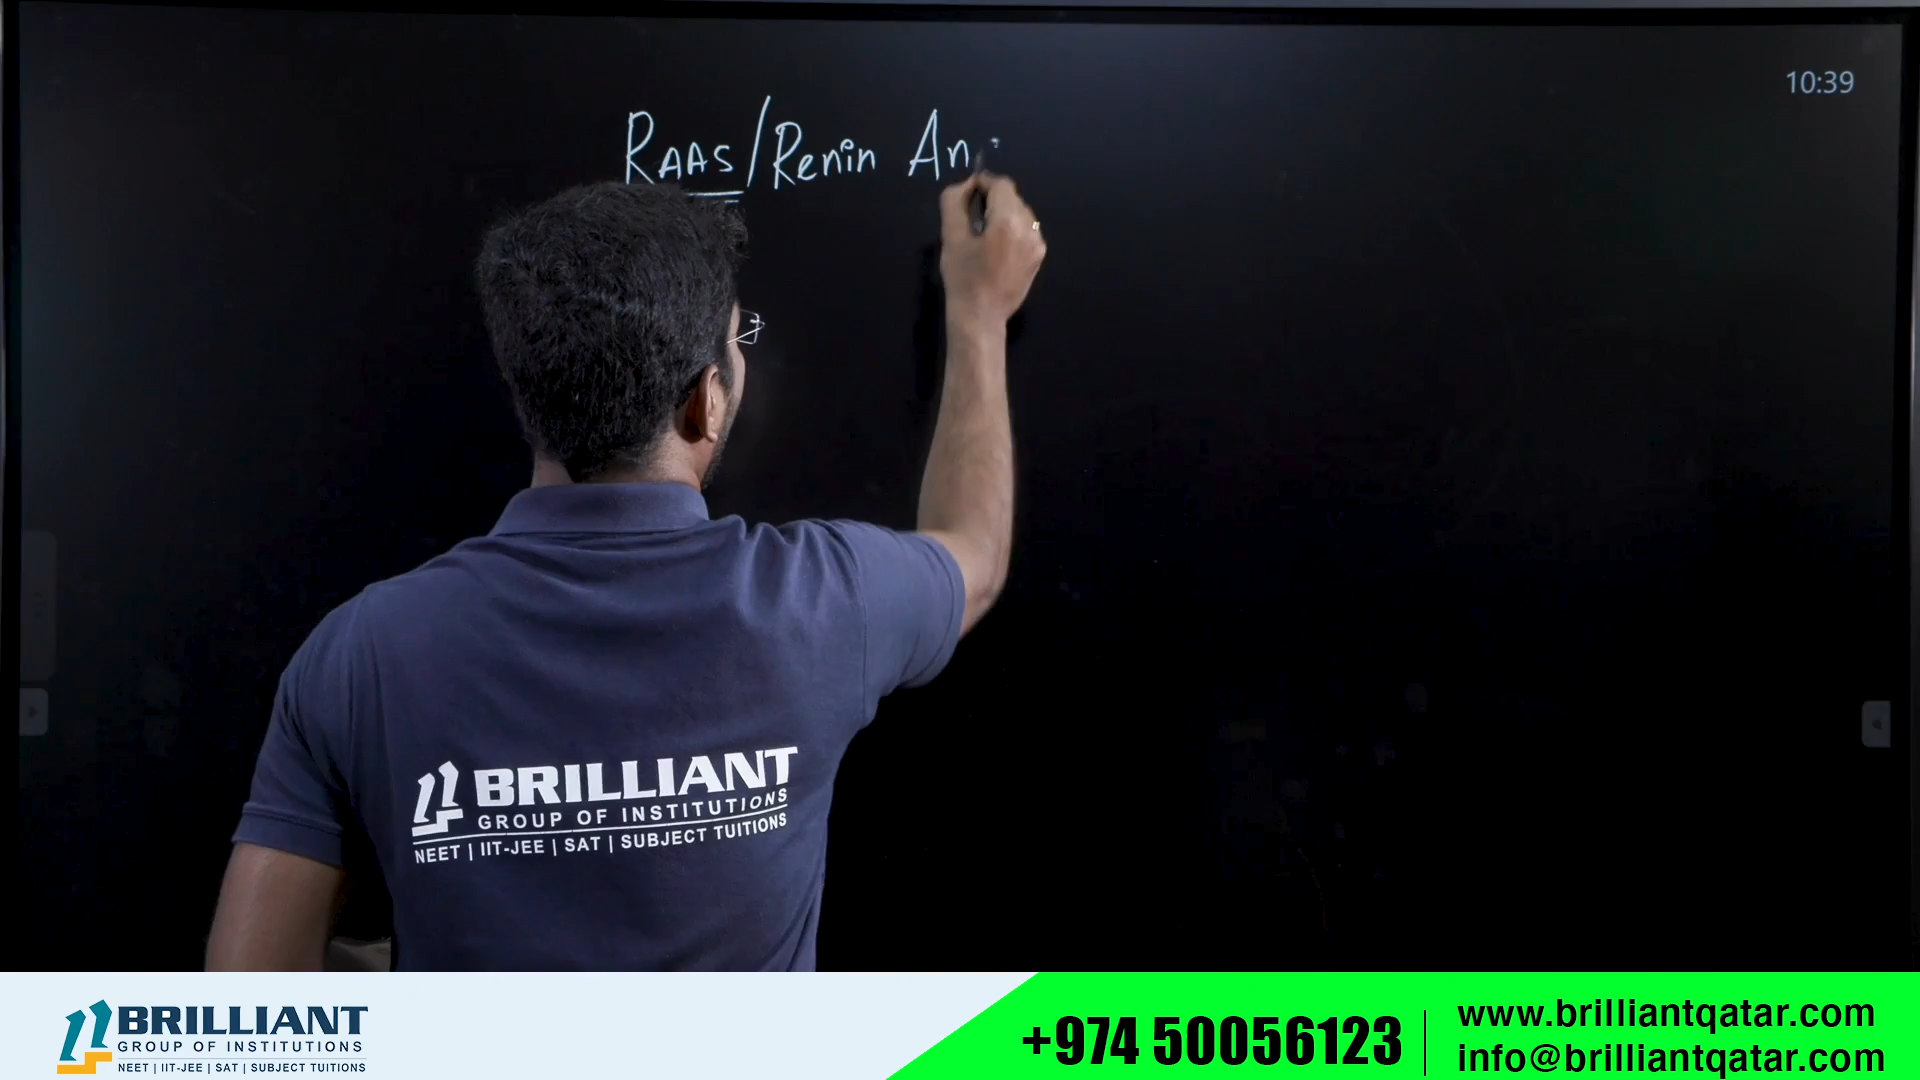 10:39
RAAS/Renin An
BRILLIANT
GROUP OF INSTITUTIONS
NEET | IIT-JEE | SAT | SUBJECT TUITIONS
BRILLIANT
GROUP OF INSTITUTIONS
NEET | IIT-JEE | SAT | SUBJECT TUITIONS
+974 50056123
www.brilliantqatar.com
info@brilliantqatar.com